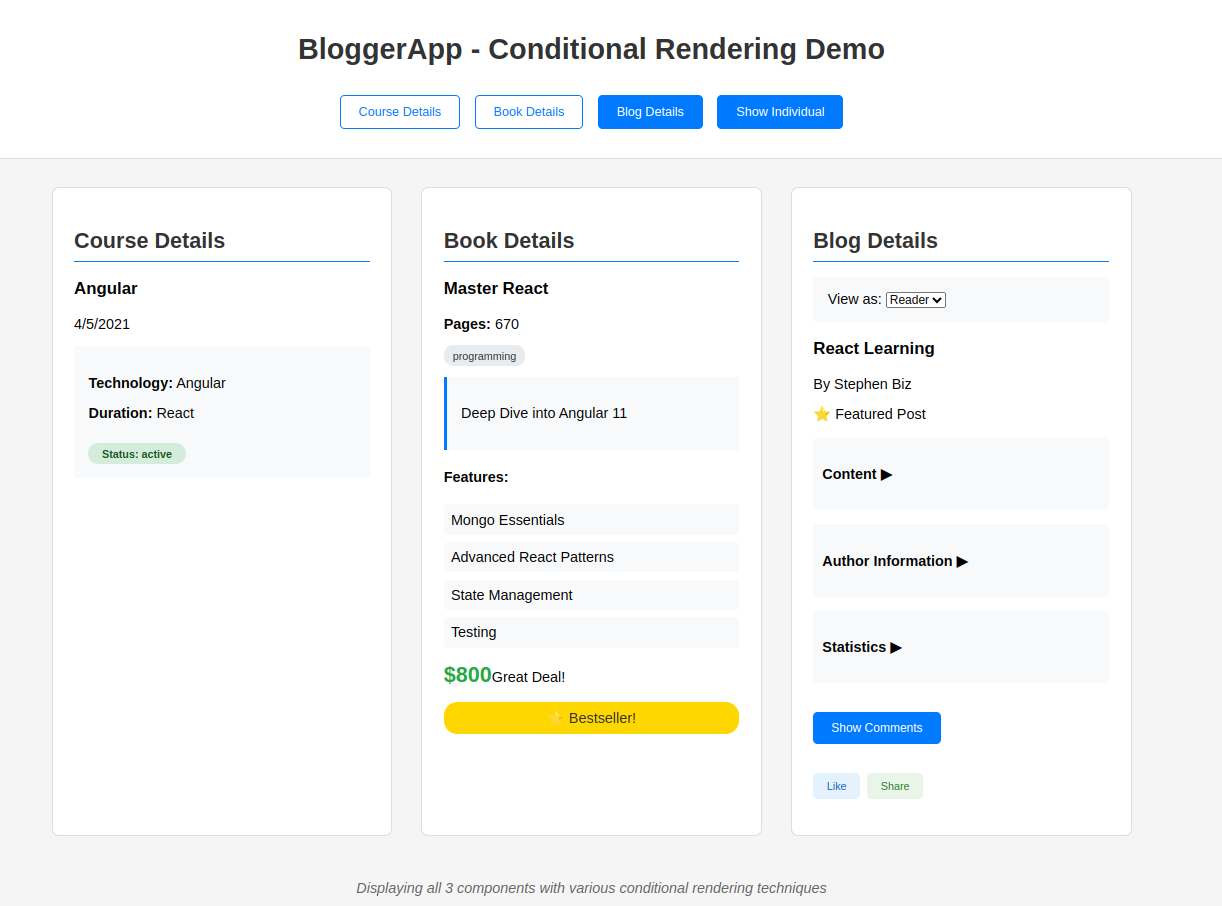 BloggerApp - Conditional Rendering Demo
Course Details
Book Details
Blog Details
Show Individual
Course Details
Angular
4/5/2021
Technology: Angular
Duration: React
Status: active
Book Details
Master React
Pages: 670
programming
Deep Dive into Angular 11
Features:
Mongo Essentials
Advanced React Patterns
State Management
Testing
$800Great Deal!
⭐ Bestseller!
Blog Details
View as: Reader
React Learning
By Stephen Biz
⭐ Featured Post
Content ▶
Author Information ▶
Statistics ▶
Show Comments
Like
Share
Displaying all 3 components with various conditional rendering techniques